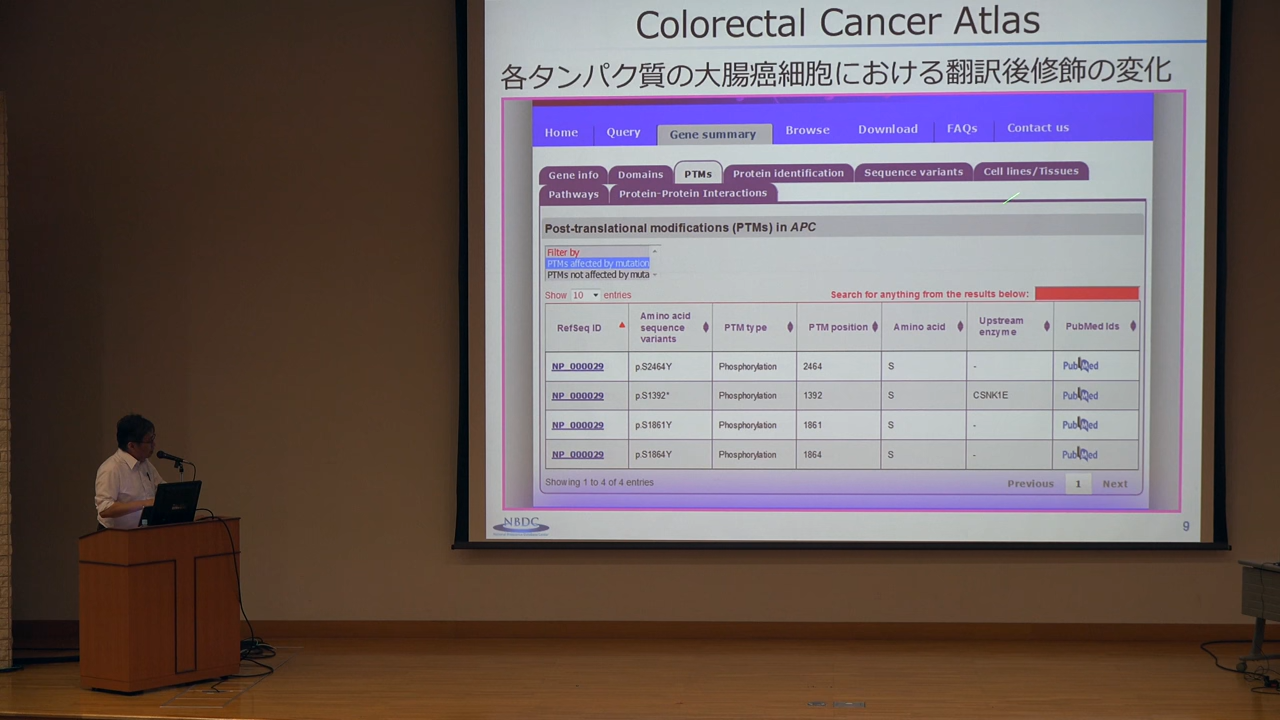 Colorectal Cancer Atlas
各タンパク質の大腸癌細胞における翻訳後修飾の変化
Home Query Gene summary Browse Download FAQs Contact us
Gene info Domains PTMs Protein identification Sequence variants Cell lines/Tissues
Pathways Protein-Protein Interactions
Post-translational modifications (PTMs) in APC
Filter by
PTMs affected by mutation
PTMs not affected by muta
Show 10 entries Search for anything from the results below:
RefSeq ID Amino acid sequence variants PTM type PTM position Amino acid Upstream enzyme PubMed Ids
NP_000029 p.S2464Y Phosphorylation 2464 S - PubMed
NP_000029 p.S1392* Phosphorylation 1392 S CSNK1E PubMed
NP_000029 p.S1861Y Phosphorylation 1861 S - PubMed
NP_000029 p.S1864Y Phosphorylation 1864 S - PubMed
Showing 1 to 4 of 4 entries Previous 1 Next
NBDC 9